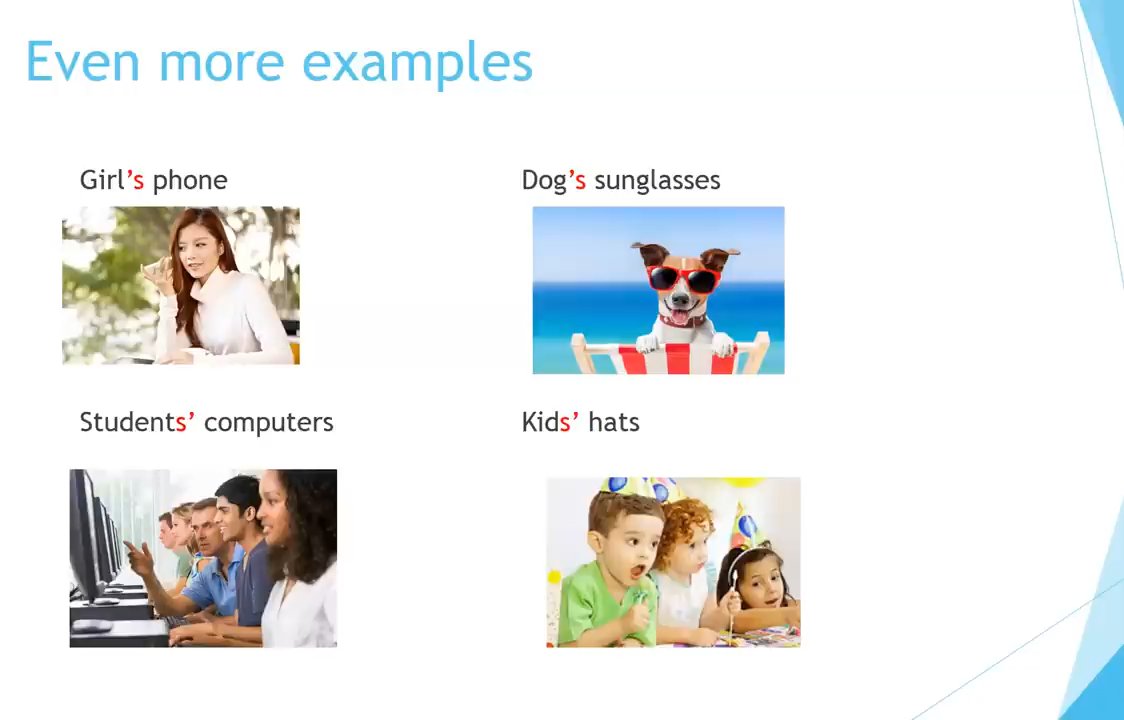 Even more examples
Girl’s phone
Dog’s sunglasses
Students’ computers
Kids’ hats